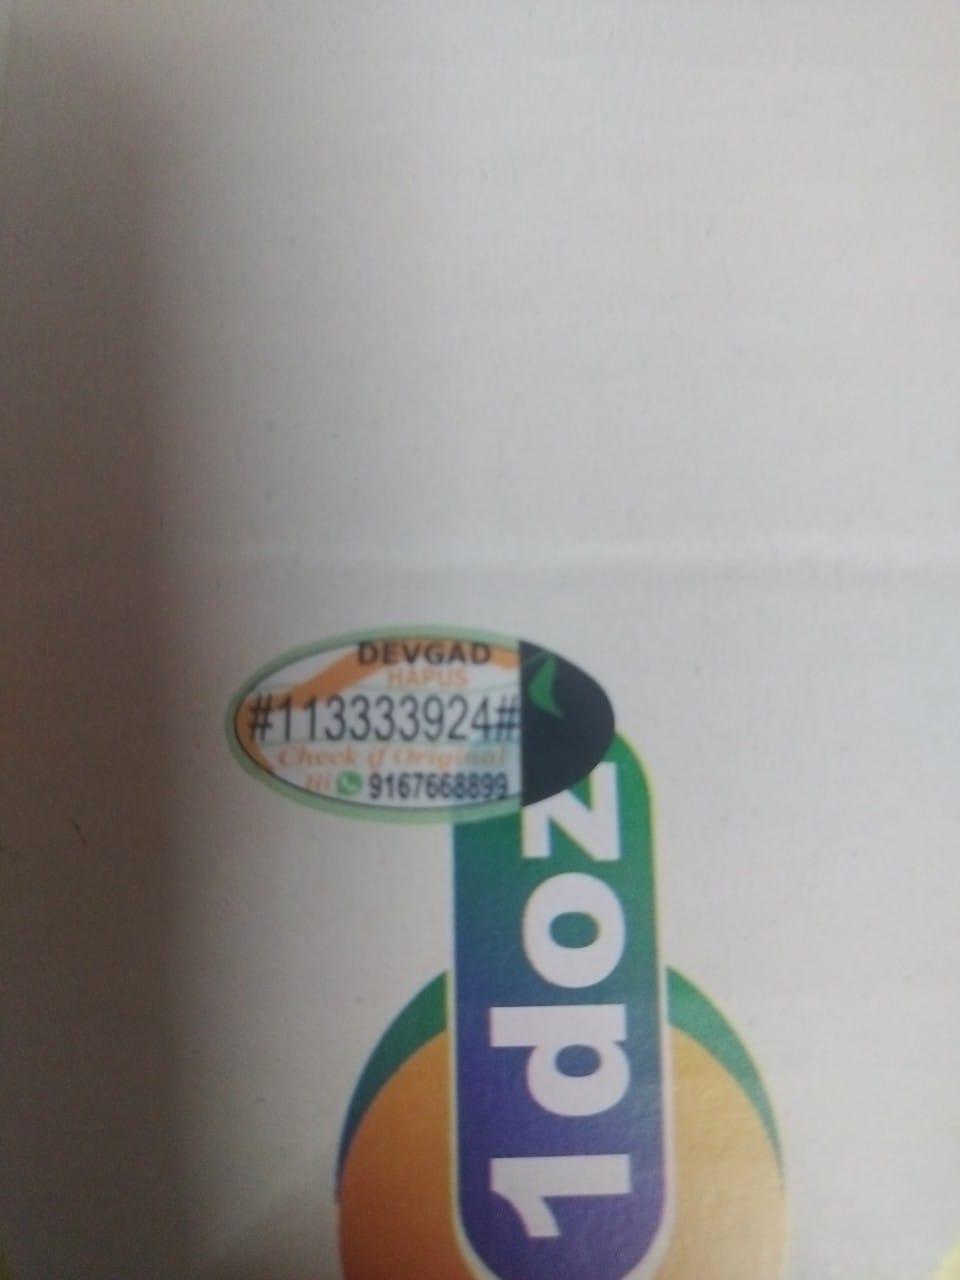 DEVGAD
HAPUS
#113333924#
Check if Original
Hi 9167668899
1doz